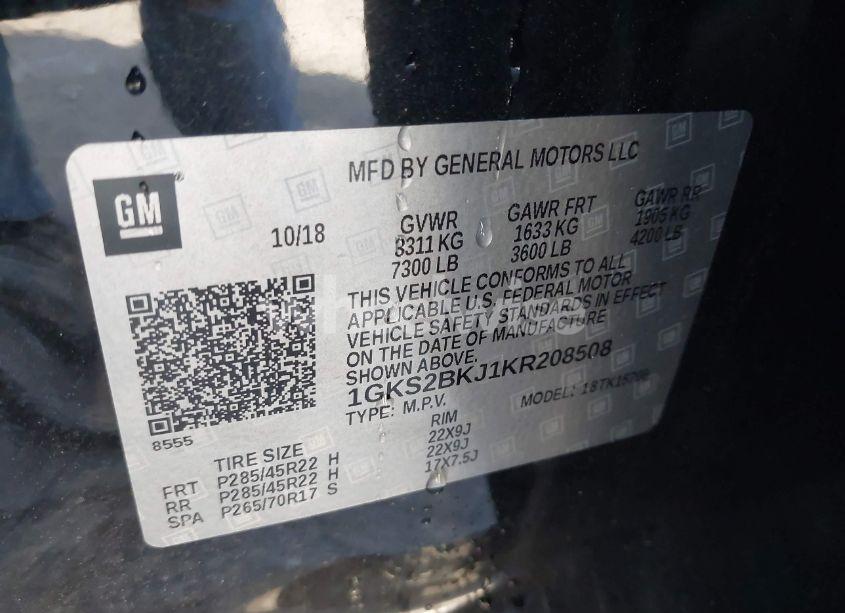 GM
MFD BY GENERAL MOTORS LLC
10/18
GVWR
3311 KG
7300 LB
GAWR FRT
1633 KG
3600 LB
GAWR RR
1905 KG
4200 LB
THIS VEHICLE CONFORMS TO ALL
APPLICABLE U.S. FEDERAL MOTOR
VEHICLE SAFETY STANDARDS IN EFFECT
ON THE DATE OF MANUFACTURE
SHOWN ABOVE.
1GKS2BKJ1KR208508
TYPE: M.P.V.
MODEL:
8555
TIRE SIZE
RIM
FRT P285/45R22 H 22X9J
RR P285/45R22 H 22X9J
SPA P265/70R17 S 17X7.5J